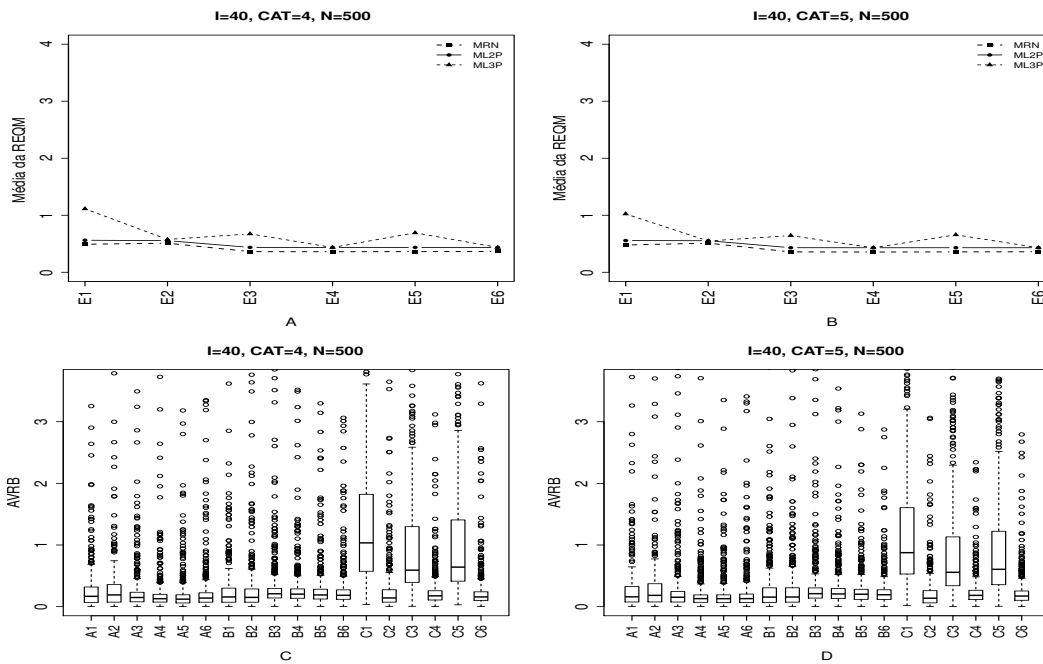 I=40, CAT=4, N=500
Média da REQM
4
3
2
1
0
MRN
ML2P
ML3P
E1 E2 E3 E4 E5 E6
A
I=40, CAT=5, N=500
Média da REQM
4
3
2
1
0
MRN
ML2P
ML3P
E1 E2 E3 E4 E5 E6
B
I=40, CAT=4, N=500
AVRB
3
2
1
0
A1 A2 A3 A4 A5 A6 B1 B2 B3 B4 B5 B6 C1 C2 C3 C4 C5 C6
C
I=40, CAT=5, N=500
AVRB
3
2
1
0
A1 A2 A3 A4 A5 A6 B1 B2 B3 B4 B5 B6 C1 C2 C3 C4 C5 C6
D